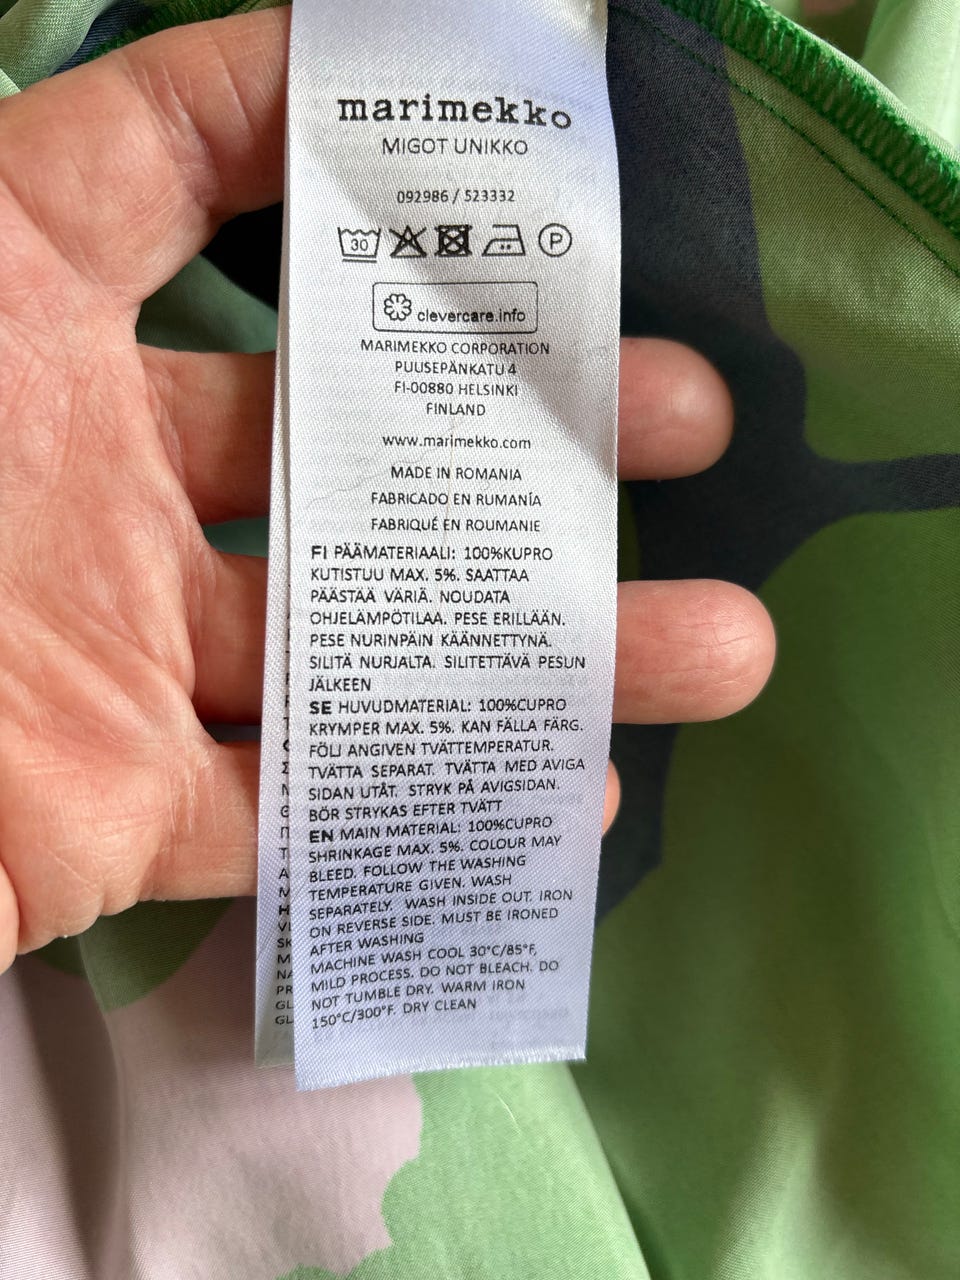 marimekko
MIGOT UNIKKO
092986 / 523332
30 P
clevercare.info
MARIMEKKO CORPORATION
PUUSEPÄNKATU 4
FI-00880 HELSINKI
FINLAND
www.marimekko.com
MADE IN ROMANIA
FABRICADO EN RUMANÍA
FABRIQUÉ EN ROUMANIE
FI PÄÄMATERIAALI: 100%KUPRO
KUTISTUU MAX. 5%. SAATTAA
PÄÄSTÄÄ VÄRIÄ. NOUDATA
OHJELÄMPÖTILAA. PESE ERILLÄÄN.
PESE NURINPÄIN KÄÄNNETTYNÄ.
SILITÄ NURJALTA. SILITETTÄVÄ PESUN
JÄLKEEN
SE HUVUDMATERIAL: 100%CUPRO
KRYMPER MAX. 5%. KAN FÄLLA FÄRG.
FÖLJ ANGIVEN TVÄTTEMPERATUR.
TVÄTTA SEPARAT. TVÄTTA MED AVIGA
SIDAN UTÅT. STRYK PÅ AVIGSIDAN.
BÖR STRYKAS EFTER TVÄTT
EN MAIN MATERIAL: 100%CUPRO
SHRINKAGE MAX. 5%. COLOUR MAY
BLEED. FOLLOW THE WASHING
TEMPERATURE GIVEN. WASH
SEPARATELY. WASH INSIDE OUT. IRON
ON REVERSE SIDE. MUST BE IRONED
AFTER WASHING
MACHINE WASH COOL 30°C/85°F,
MILD PROCESS. DO NOT BLEACH. DO
NOT TUMBLE DRY. WARM IRON
150°C/300°F. DRY CLEAN